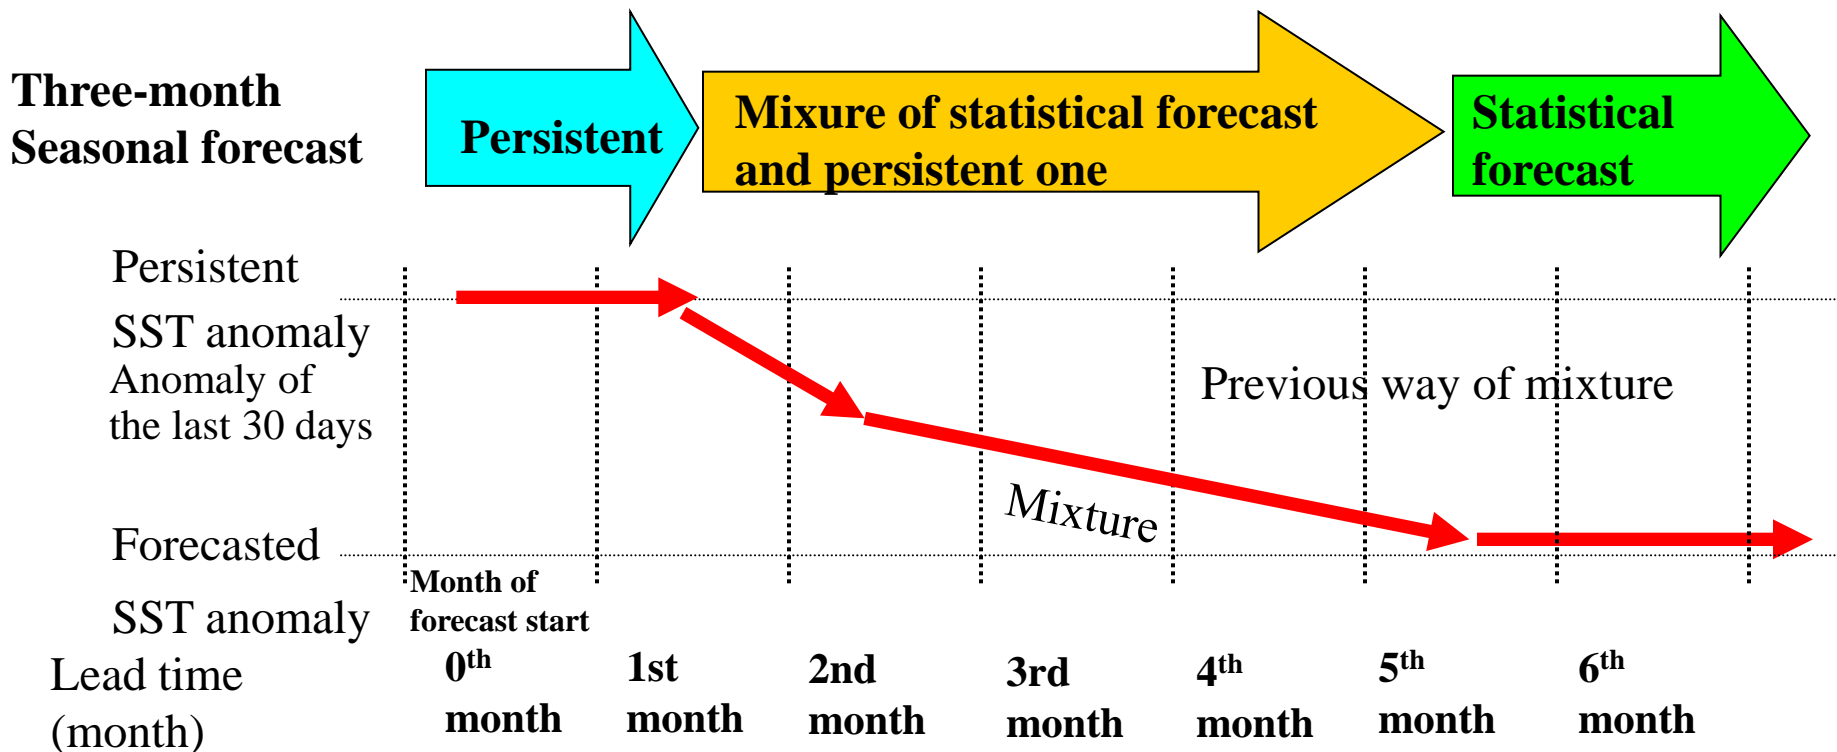 Three-month
Seasonal forecast
Persistent
Mixure of statistical forecast
and persistent one
Statistical
forecast
Persistent
SST anomaly
Anomaly of
the last 30 days
Previous way of mixture
Mixture
Forecasted
SST anomaly
Month of
forecast start
Lead time
(month)
0th
month
1st
month
2nd
month
3rd
month
4th
month
5th
month
6th
month